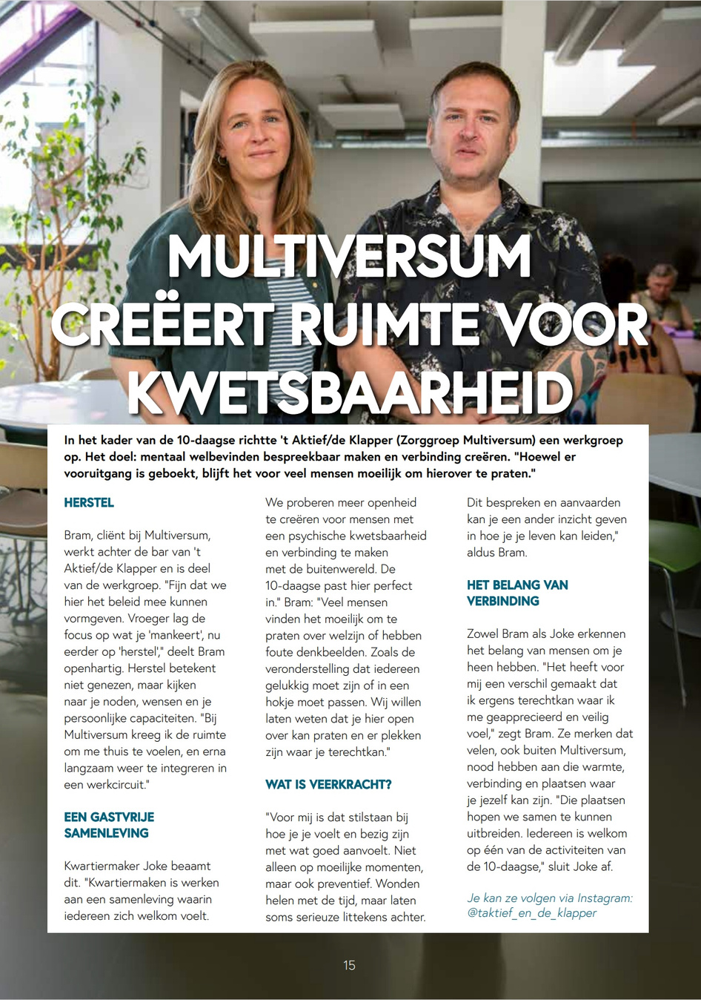 MULTIVERSUM
CREËERT RUIMTE VOOR
KWETSBAARHEID
In het kader van de 10-daagse richtte 't Aktief/de Klapper (Zorggroep Multiversum) een werkgroep
op. Het doel: mentaal welbevinden bespreekbaar maken en verbinding creëren. "Hoewel er
vooruitgang is geboekt, blijft het voor veel mensen moeilijk om hierover te praten."
HERSTEL
Bram, cliënt bij Multiversum,
werkt achter de bar van 't
Aktief/de Klapper en is deel
van de werkgroep. "Fijn dat we
hier het beleid mee kunnen
vormgeven. Vroeger lag de
focus op wat je 'mankeert', nu
eerder op 'herstel'," deelt Bram
openhartig. Herstel betekent
niet genezen, maar kijken
naar je noden, wensen en je
persoonlijke capaciteiten. "Bij
Multiversum kreeg ik de ruimte
om me thuis te voelen, en erna
langzaam weer te integreren in
een werkcircuit."
EEN GASTVRIJE
SAMENLEVING
Kwartiermaker Joke beaamt
dit. "Kwartiermaken is werken
aan een samenleving waarin
iedereen zich welkom voelt.
We proberen meer openheid
te creëren voor mensen met
een psychische kwetsbaarheid
en verbinding te maken
met de buitenwereld. De
10-daagse past hier perfect
in." Bram: "Veel mensen
vinden het moeilijk om te
praten over welzijn of hebben
foute denkbeelden. Zoals de
veronderstelling dat iedereen
gelukkig moet zijn of in een
hokje moet passen. Wij willen
laten weten dat je hier open
over kan praten en er plekken
zijn waar je terechtkan."
WAT IS VEERKRACHT?
"Voor mij is dat stilstaan bij
hoe je je voelt en bezig zijn
met wat goed aanvoelt. Niet
alleen op moeilijke momenten,
maar ook preventief. Wonden
helen met de tijd, maar laten
soms serieuze littekens achter.
Dit bespreken en aanvaarden
kan je een ander inzicht geven
in hoe je je leven kan leiden,"
aldus Bram.
HET BELANG VAN
VERBINDING
Zowel Bram als Joke erkennen
het belang van mensen om je
heen hebben. "Het heeft voor
mij een verschil gemaakt dat
ik ergens terechtkan waar ik
me geapprecieerd en veilig
voel," zegt Bram. Ze merken dat
velen, ook buiten Multiversum,
nood hebben aan die warmte,
verbinding en plaatsen waar
je jezelf kan zijn. "Die plaatsen
hopen we samen te kunnen
uitbreiden. Iedereen is welkom
op één van de activiteiten van
de 10-daagse," sluit Joke af.
Je kan ze volgen via Instagram:
@taktief_en_de_klapper
15